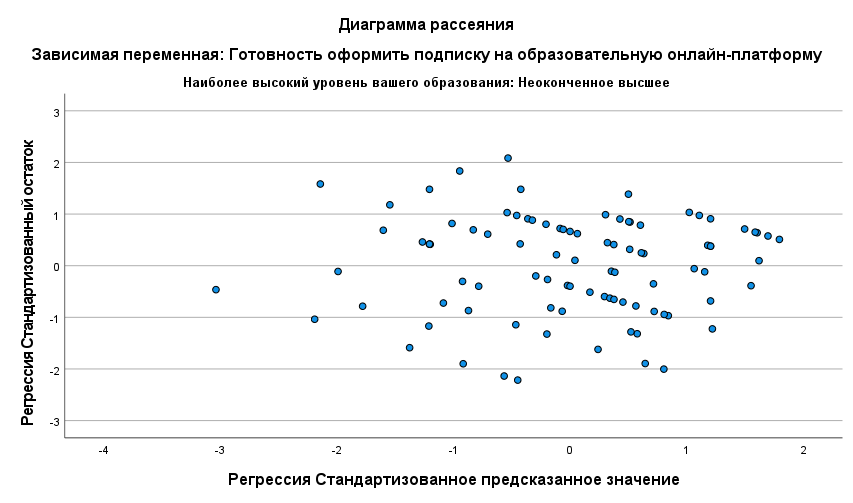 Диаграмма рассеяния
Зависимая переменная: Готовность оформить подписку на образовательную онлайн-платформу
Наиболее высокий уровень вашего образования: Неоконченное высшее
Регрессия Стандартизованный остаток
3
2
1
0
-1
-2
-3
-4
-3
-2
-1
0
1
2
Регрессия Стандартизованное предсказанное значение